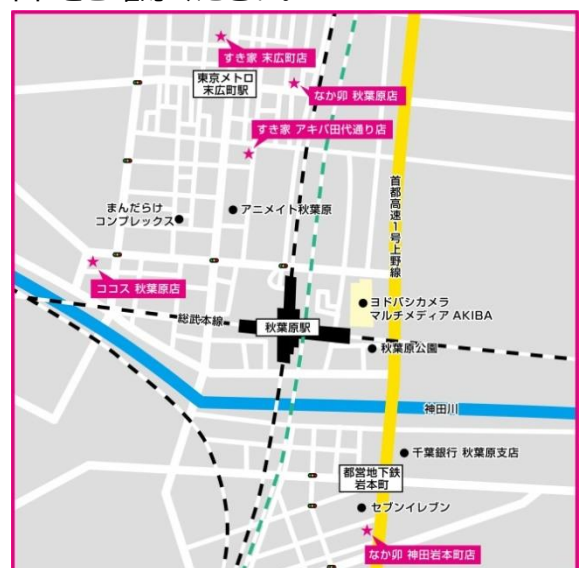 すき家 末広町店
東京メトロ
末広町駅
なか卯 秋葉原店
すき家 アキバ田代通り店
首都高速1号上野線
まんだらけ
コンプレックス
アニメイト秋葉原
ココス 秋葉原店
総武本線
秋葉原駅
ヨドバシカメラ
マルチメディア AKIBA
秋葉原公園
神田川
千葉銀行 秋葉原支店
都営地下鉄
岩本町
セブンイレブン
なか卯 神田岩本町店